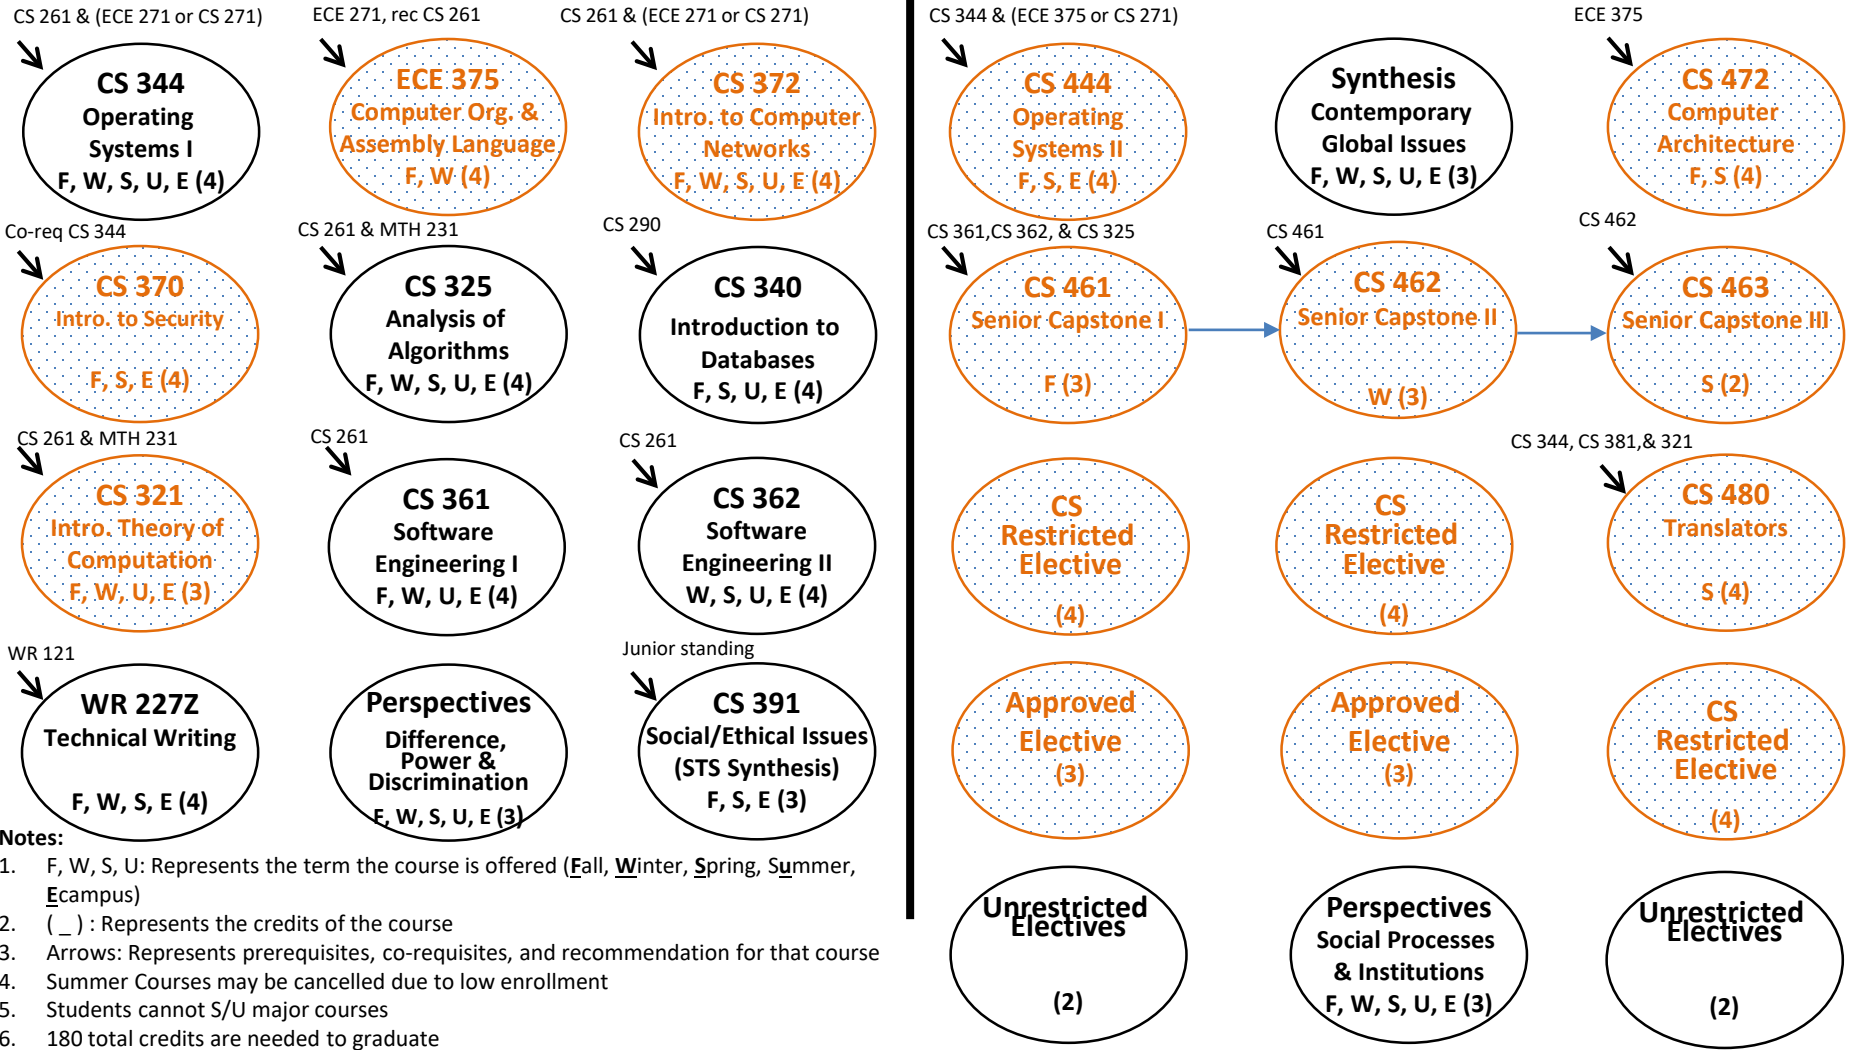 CS 261 & (ECE 271 or CS 271)
CS 344
Operating
Systems I
F, W, S, U, E (4)
ECE 271, rec CS 261
ECE 375
Computer Org. &
Assembly Language
F, W (4)
CS 261 & (ECE 271 or CS 271)
CS 372
Intro. to Computer
Networks
F, W, S, U, E (4)
Co-req CS 344
CS 370
Intro. to Security
F, S, E (4)
CS 261 & MTH 231
CS 325
Analysis of
Algorithms
F, W, S, U, E (4)
CS 290
CS 340
Introduction to
Databases
F, S, U, E (4)
CS 261 & MTH 231
CS 321
Intro. Theory of
Computation
F, W, U, E (3)
CS 261
CS 361
Software
Engineering I
F, W, U, E (4)
CS 261
CS 362
Software
Engineering II
W, S, U, E (4)
WR 121
WR 227Z
Technical Writing
F, W, S, E (4)
Perspectives
Difference,
Power &
Discrimination
F, W, S, U, E (3)
Junior standing
CS 391
Social/Ethical Issues
(STS Synthesis)
F, S, E (3)
Notes:
1. F, W, S, U: Represents the term the course is offered (Fall, Winter, Spring, Summer,
Ecampus)
2. ( _ ) : Represents the credits of the course
3. Arrows: Represents prerequisites, co-requisites, and recommendation for that course
4. Summer Courses may be cancelled due to low enrollment
5. Students cannot S/U major courses
6. 180 total credits are needed to graduate
CS 344 & (ECE 375 or CS 271)
CS 444
Operating
Systems II
F, S, E (4)
Synthesis
Contemporary
Global Issues
F, W, S, U, E (3)
ECE 375
CS 472
Computer
Architecture
F, S (4)
CS 361,CS 362, & CS 325
CS 461
Senior Capstone I
F (3)
CS 461
CS 462
Senior Capstone II
W (3)
CS 462
CS 463
Senior Capstone III
S (2)
CS
Restricted
Elective
(4)
CS
Restricted
Elective
(4)
CS 344, CS 381,& 321
CS 480
Translators
S (4)
Approved
Elective
(3)
Approved
Elective
(3)
CS
Restricted
Elective
(4)
Unrestricted
Electives
(2)
Perspectives
Social Processes
& Institutions
F, W, S, U, E (3)
Unrestricted
Electives
(2)